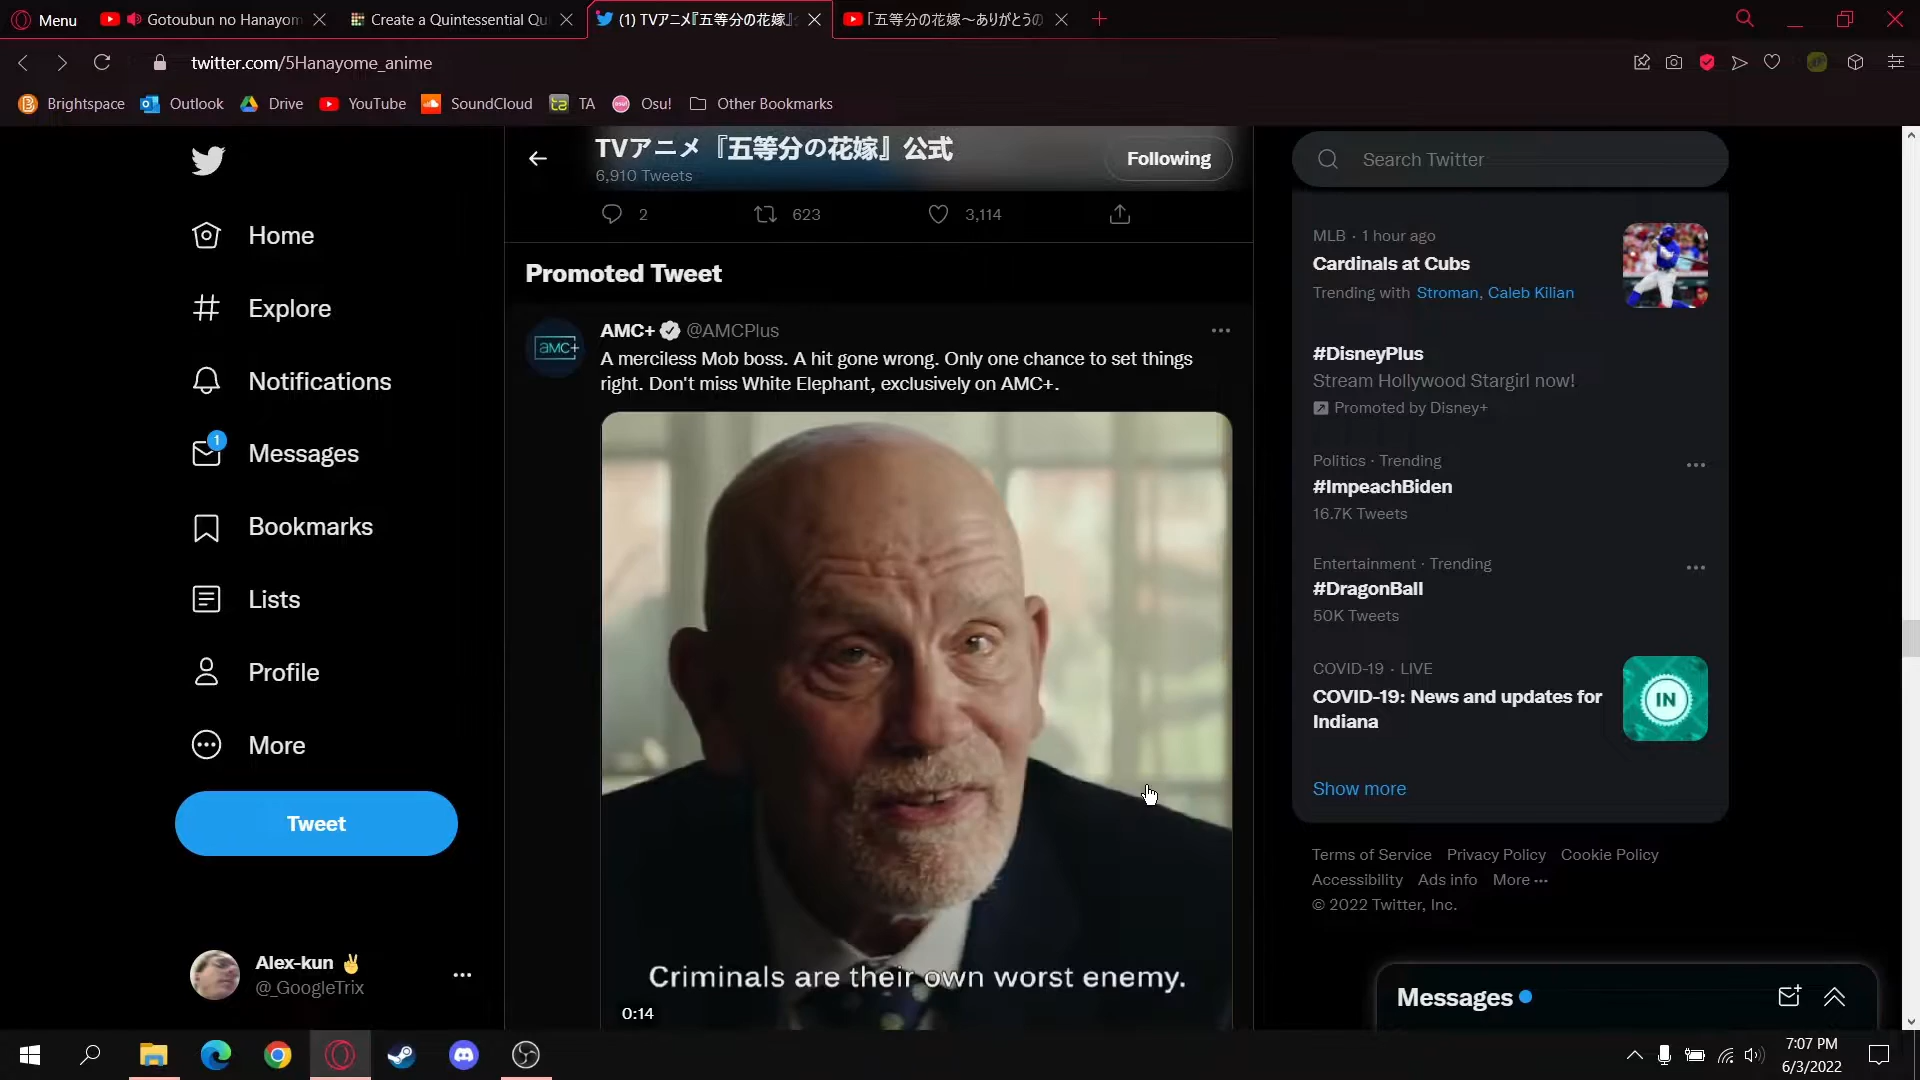 Menu
Gotoubun no Hanayom
Create a Quintessential Qu
(1) TVアニメ『五等分の花嫁』
「五等分の花嫁～ありがとうの
twitter.com/5Hanayome_anime
Brightspace
Outlook
Drive
YouTube
SoundCloud
TA
Osu!
Other Bookmarks
Home
Explore
Notifications
1
Messages
Bookmarks
Lists
Profile
More
Tweet
Alex-kun
@_GoogleTrix
TVアニメ『五等分の花嫁』公式
6,910 Tweets
Following
2
623
3,114
Promoted Tweet
aMC+
AMC+ @AMCPlus
A merciless Mob boss. A hit gone wrong. Only one chance to set things
right. Don't miss White Elephant, exclusively on AMC+.
Criminals are their own worst enemy.
0:14
Search Twitter
MLB · 1 hour ago
Cardinals at Cubs
Trending with Stroman, Caleb Kilian
#DisneyPlus
Stream Hollywood Stargirl now!
Promoted by Disney+
Politics · Trending
#ImpeachBiden
16.7K Tweets
Entertainment · Trending
#DragonBall
50K Tweets
COVID-19 · LIVE
COVID-19: News and updates for
Indiana
IN
Show more
Terms of Service Privacy Policy Cookie Policy
Accessibility Ads info More ···
© 2022 Twitter, Inc.
Messages
7:07 PM
6/3/2022